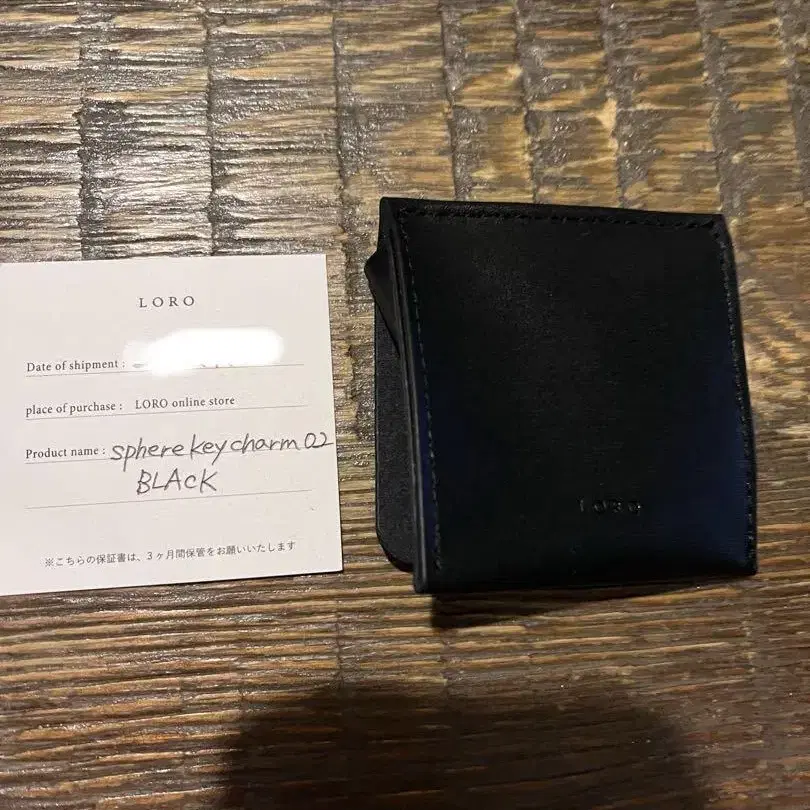 LORO
Date of shipment :
place of purchase : LORO online store
Product name : sphere key charm 02
BLACK
※こちらの保証書は、3ヶ月間保管をお願いいたします
LORO